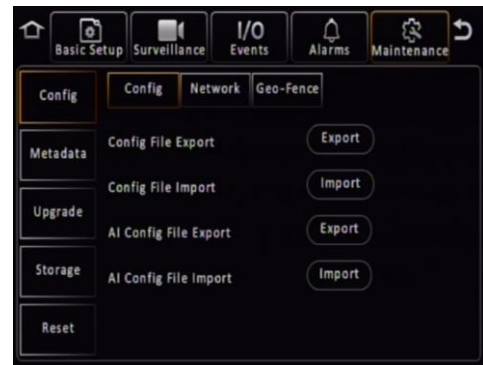 Basic Setup Surveillance I/O Events Alarms Maintenance
Config Network Geo-Fence
Config
Metadata
Upgrade
Storage
Reset
Config File Export Export
Config File Import Import
AI Config File Export Export
AI Config File Import Import